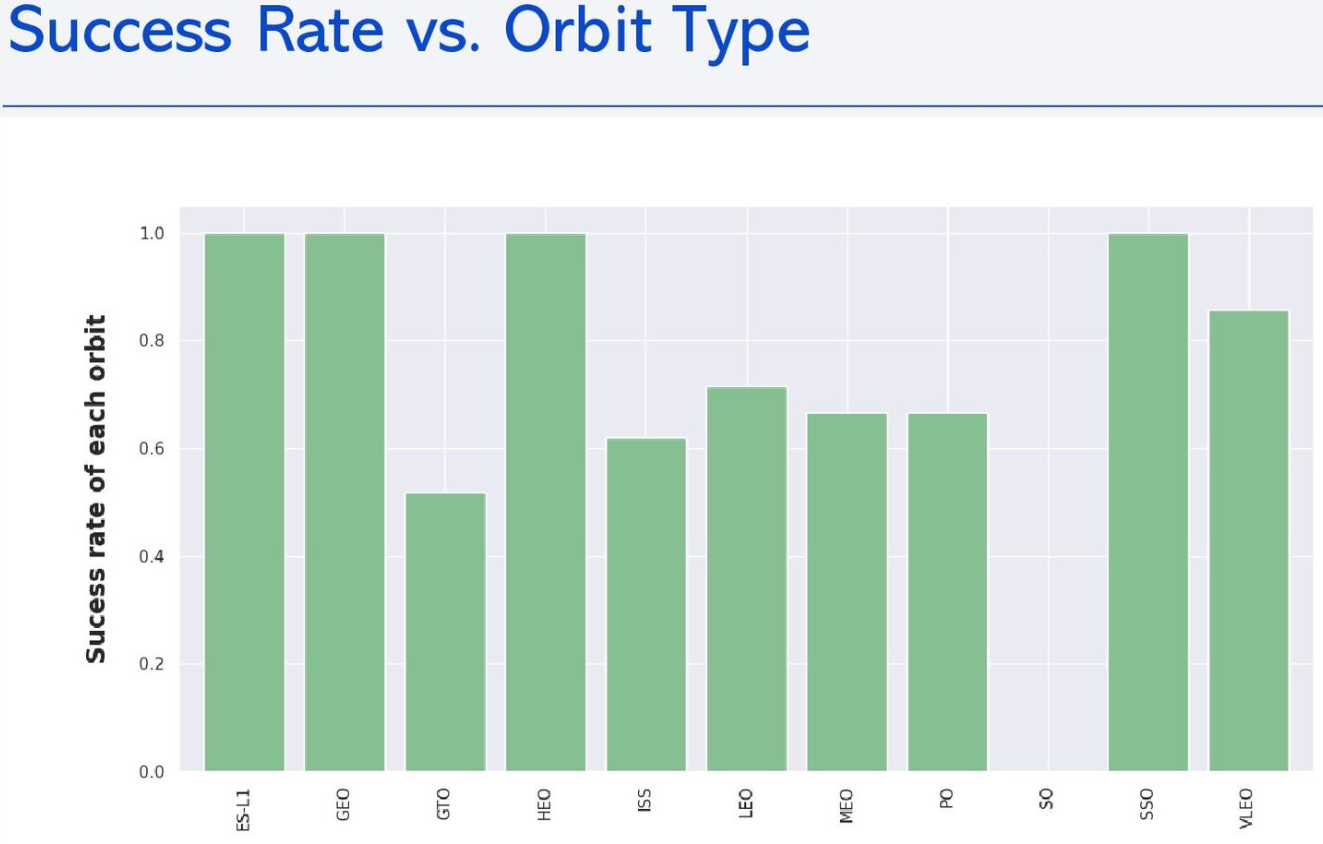 Success Rate vs. Orbit Type
Sucess rate of each orbit
1.0
0.8
0.6
0.4
0.2
0.0
ES-L1
GEO
GTO
HEO
ISS
LEO
MEO
PO
SO
SSO
VLEO